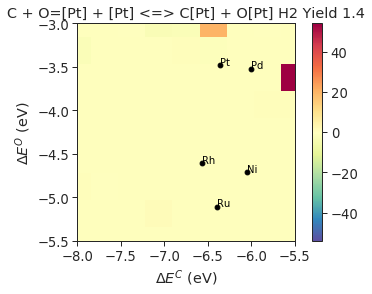 C + O=[Pt] + [Pt] <=> C[Pt] + O[Pt] H2 Yield 1.4
−3.0
−3.5
−4.0
−4.5
−5.0
−5.5
ΔE^O (eV)
Pt
Pd
Rh
Ni
Ru
−8.0 −7.5 −7.0 −6.5 −6.0 −5.5
ΔE^C (eV)
40
20
0
−20
−40